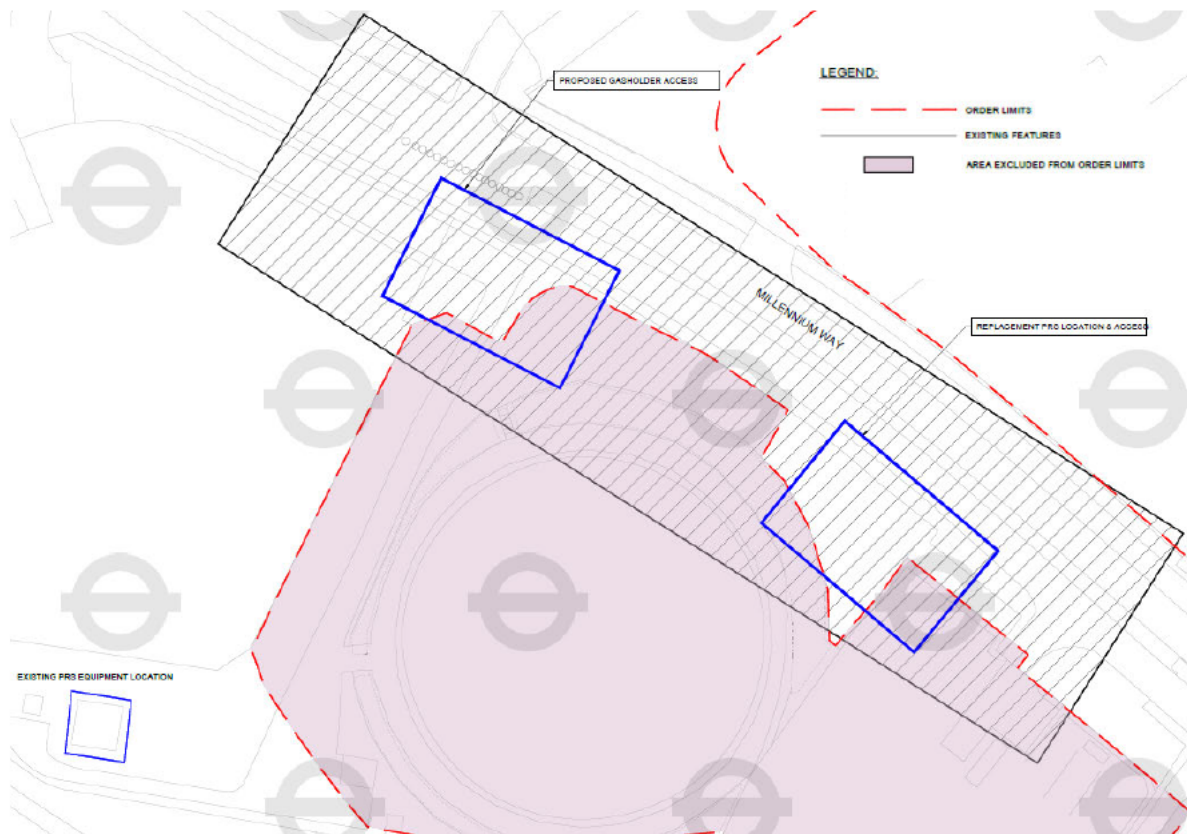 PROPOSED GASHOLDER ACCESS
LEGEND:
ORDER LIMITS
EXISTING FEATURES
AREA EXCLUDED FROM ORDER LIMITS
MILLENNIUM WAY
REPLACEMENT PRS LOCATION & ACCESS
EXISTING PRS EQUIPMENT LOCATION